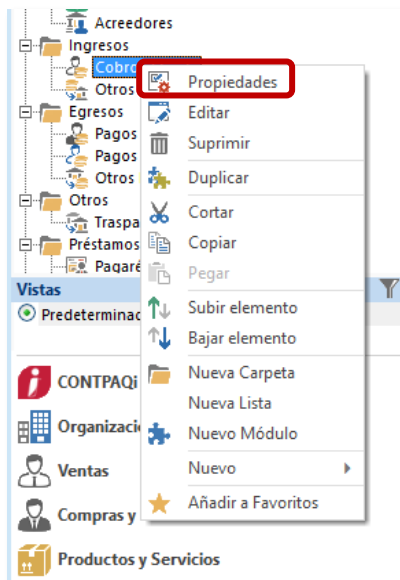 Acreedores
Ingresos
Cobro
Otros
Egresos
Pagos
Pagos
Otros
Otros
Traspa
Préstamos
Pagaré
Propiedades
Editar
Suprimir
Duplicar
Cortar
Copiar
Pegar
Subir elemento
Bajar elemento
Nueva Carpeta
Nueva Lista
Nuevo Módulo
Nuevo
Añadir a Favoritos
Vistas
Predeterminad
CONTPAQi
Organizació
Ventas
Compras y
Productos y Servicios